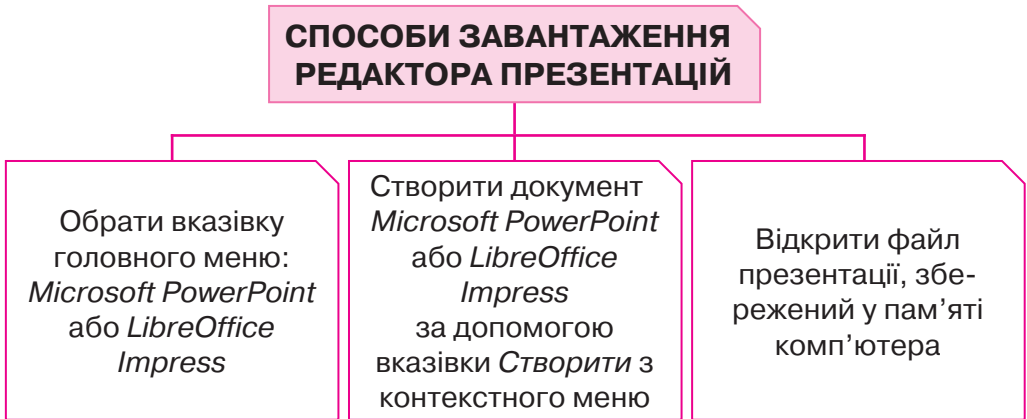 СПОСОБИ ЗАВАНТАЖЕННЯ
РЕДАКТОРА ПРЕЗЕНТАЦІЙ
Обрати вказівку
головного меню:
Microsoft PowerPoint
або LibreOffice
Impress
Створити документ
Microsoft PowerPoint
або LibreOffice
Impress
за допомогою
вказівки Створити з
контекстного меню
Відкрити файл
презентації, збе-
режений у пам’яті
комп’ютера